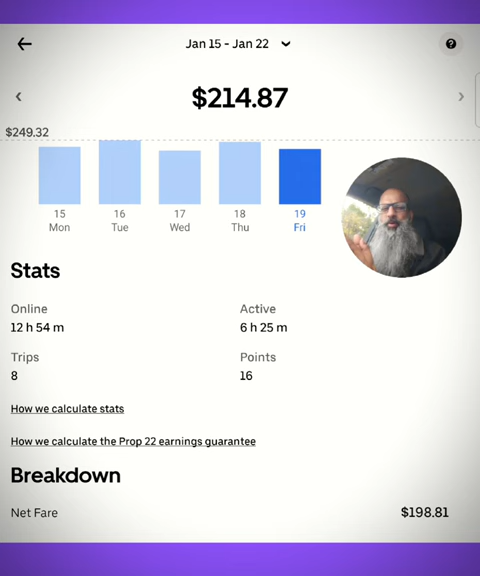 Jan 15 - Jan 22
$214.87
$249.32
15 16 17 18 19
Mon Tue Wed Thu Fri
Stats
Online Active
12 h 54 m 6 h 25 m
Trips Points
8 16
How we calculate stats
How we calculate the Prop 22 earnings guarantee
Breakdown
Net Fare $198.81